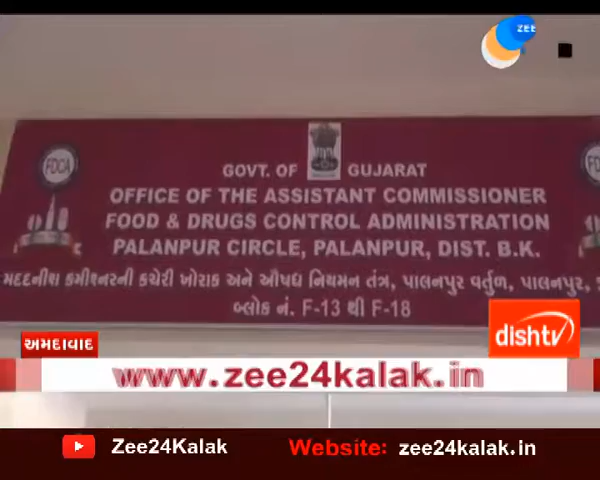 ZEE
FDCA
GOVT. OF GUJARAT
OFFICE OF THE ASSISTANT COMMISSIONER
FOOD & DRUGS CONTROL ADMINISTRATION
PALANPUR CIRCLE, PALANPUR, DIST. B.K.
મદદનીશ કમીશ્નરની કચેરી ખોરાક અને ઔષધ નિયમન તંત્ર, પાલનપુર વર્તુળ, પાલનપુર,
બ્લોક નં. F-13 થી F-18
dishtv
અમદાવાદ
www.zee24kalak.in
Zee24Kalak Website: zee24kalak.in